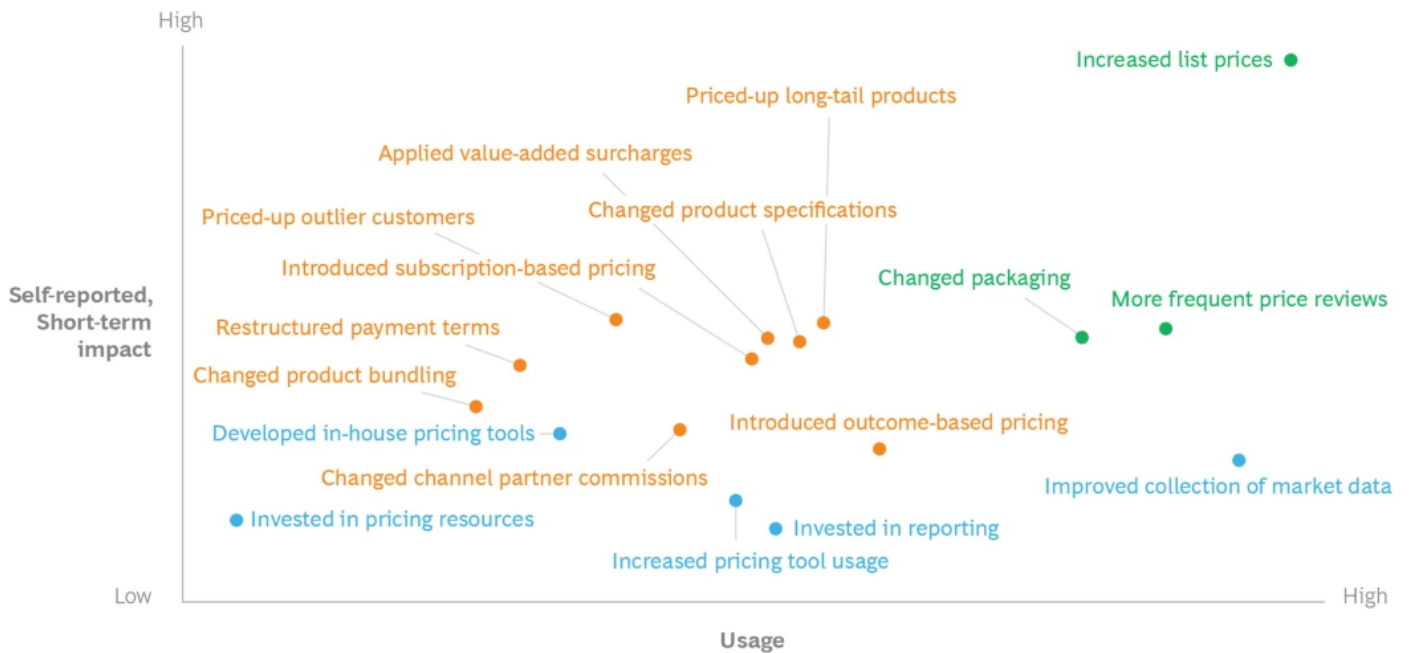 High
Increased list prices
Priced-up long-tail products
Applied value-added surcharges
Priced-up outlier customers
Changed product specifications
Introduced subscription-based pricing
Changed packaging
More frequent price reviews
Self-reported,
Short-term
impact
Restructured payment terms
Changed product bundling
Developed in-house pricing tools
Introduced outcome-based pricing
Changed channel partner commissions
Improved collection of market data
Invested in pricing resources
Invested in reporting
Increased pricing tool usage
Low
High
Usage